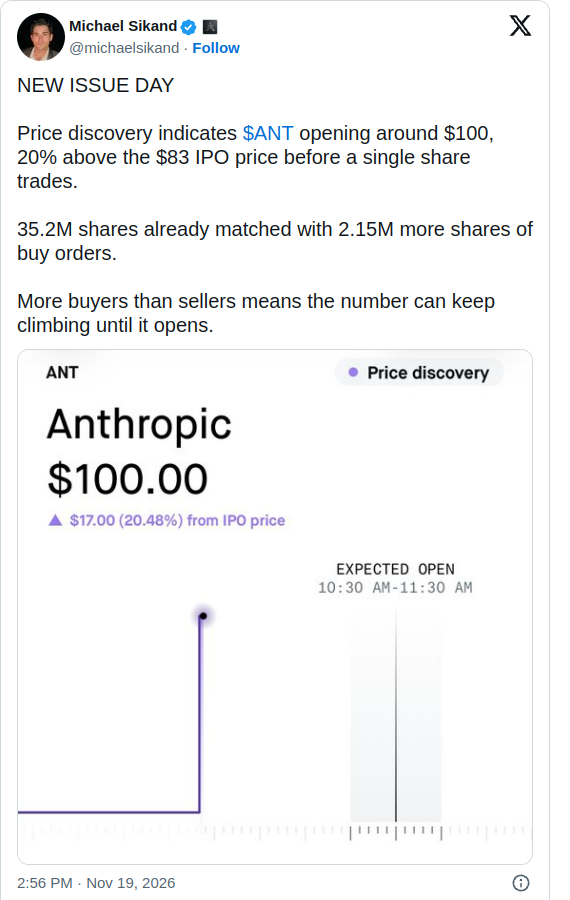 Michael Sikand
@michaelsikand · Follow
NEW ISSUE DAY
Price discovery indicates $ANT opening around $100,
20% above the $83 IPO price before a single share
trades.
35.2M shares already matched with 2.15M more shares of
buy orders.
More buyers than sellers means the number can keep
climbing until it opens.
ANT
Price discovery
Anthropic
$100.00
▲ $17.00 (20.48%) from IPO price
EXPECTED OPEN
10:30 AM-11:30 AM
2:56 PM · Nov 19, 2026